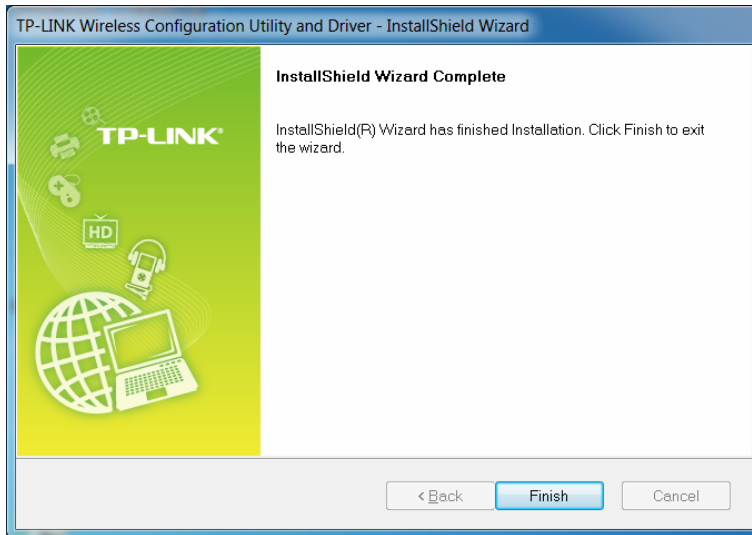 TP-LINK Wireless Configuration Utility and Driver - InstallShield Wizard
InstallShield Wizard Complete
TP-LINK®
InstallShield(R) Wizard has finished Installation. Click Finish to exit
the wizard.
HD
< Back Finish Cancel